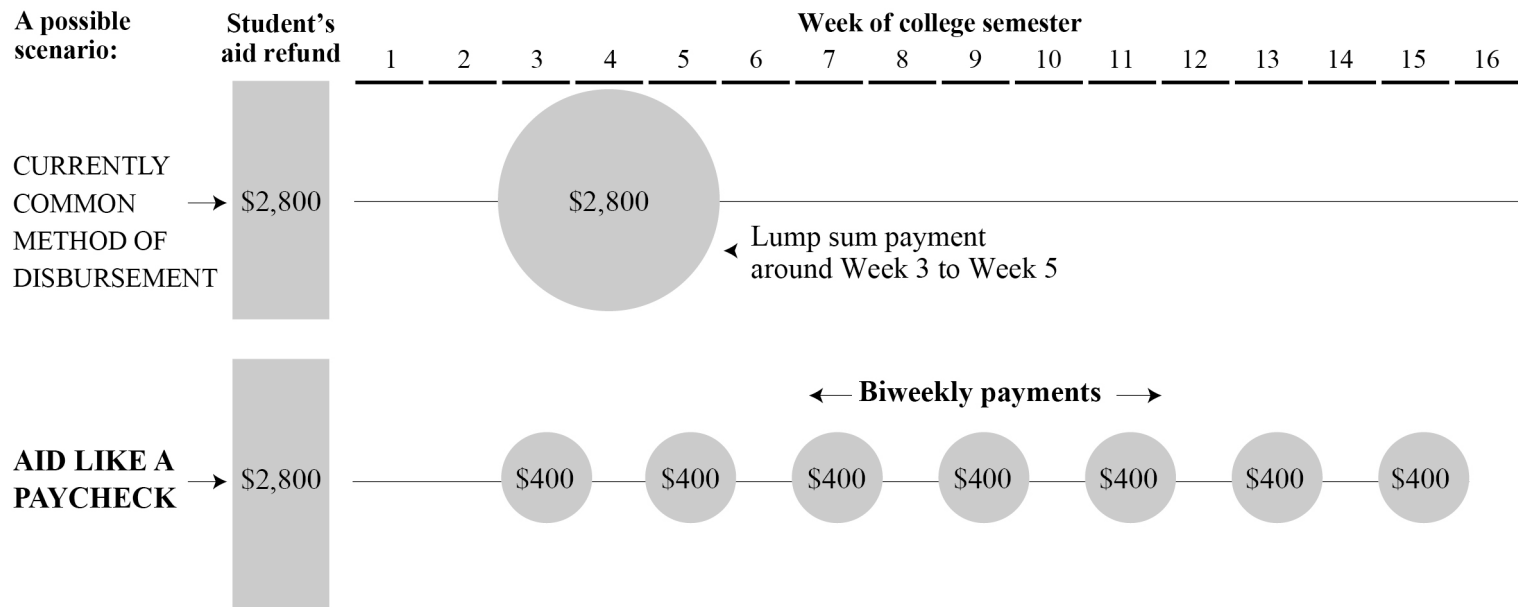 A possible
scenario:
Student’s
aid refund
Week of college semester
1 2 3 4 5 6 7 8 9 10 11 12 13 14 15 16
CURRENTLY
COMMON
METHOD OF
DISBURSEMENT
$2,800
$2,800
Lump sum payment
around Week 3 to Week 5
Biweekly payments
AID LIKE A
PAYCHECK
$2,800
$400 $400 $400 $400 $400 $400 $400